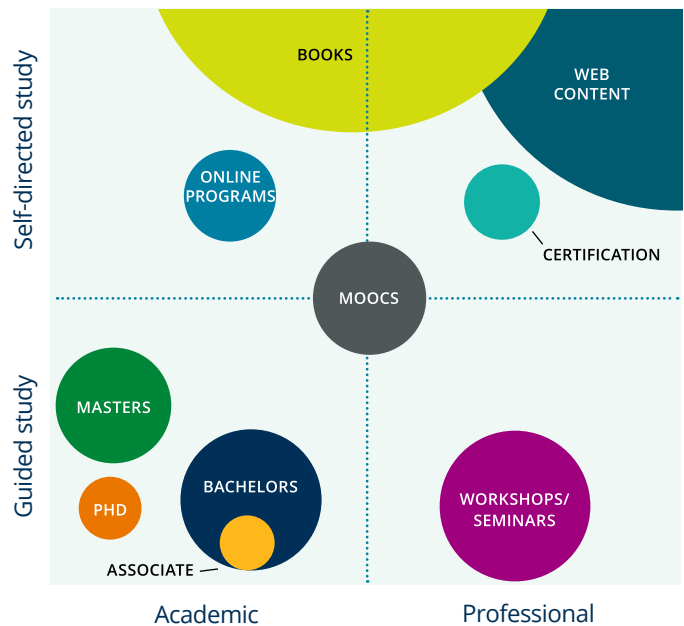 Self-directed study
BOOKS
WEB
CONTENT
ONLINE
PROGRAMS
CERTIFICATION
MOOCS
Guided study
MASTERS
BACHELORS
PHD
WORKSHOPS/
SEMINARS
ASSOCIATE
Academic
Professional